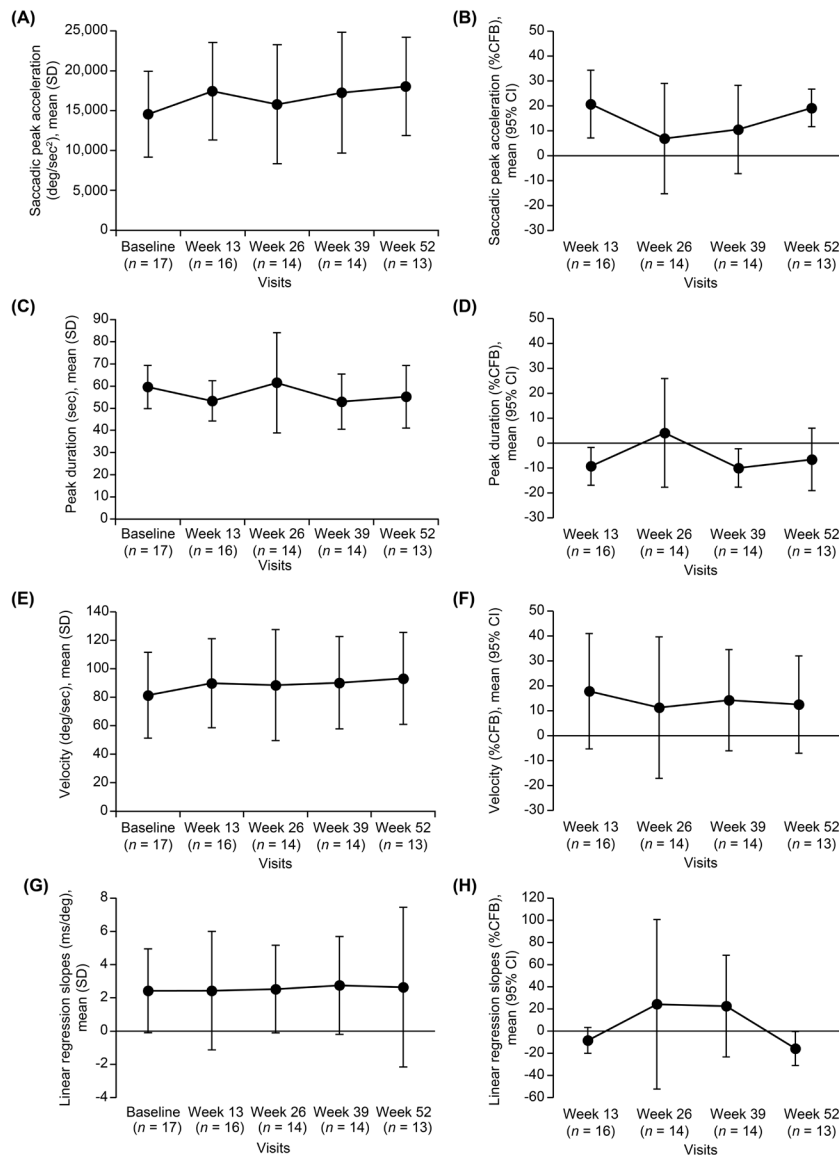 (A)
Saccadic peak acceleration
(deg/sec²), mean (SD)
25,000
20,000
15,000
10,000
5,000
0
Baseline Week 13 Week 26 Week 39 Week 52
(n = 17) (n = 16) (n = 14) (n = 14) (n = 13)
Visits
(B)
Saccadic peak acceleration (%CFB),
mean (95% CI)
50
40
30
20
10
0
-10
-20
-30
Week 13 Week 26 Week 39 Week 52
(n = 16) (n = 14) (n = 14) (n = 13)
Visits
(C)
Peak duration (sec), mean (SD)
90
80
70
60
50
40
30
20
10
0
Baseline Week 13 Week 26 Week 39 Week 52
(n = 17) (n = 16) (n = 14) (n = 14) (n = 13)
Visits
(D)
Peak duration (%CFB),
mean (95% CI)
50
40
30
20
10
0
-10
-20
-30
Week 13 Week 26 Week 39 Week 52
(n = 16) (n = 14) (n = 14) (n = 13)
Visits
(E)
Velocity (deg/sec), mean (SD)
140
120
100
80
60
40
20
0
Baseline Week 13 Week 26 Week 39 Week 52
(n = 17) (n = 16) (n = 14) (n = 14) (n = 13)
Visits
(F)
Velocity (%CFB), mean (95% CI)
50
40
30
20
10
0
-10
-20
-30
Week 13 Week 26 Week 39 Week 52
(n = 16) (n = 14) (n = 14) (n = 13)
Visits
(G)
Linear regression slopes (ms/deg),
mean (SD)
8
6
4
2
0
-2
-4
Baseline Week 13 Week 26 Week 39 Week 52
(n = 17) (n = 16) (n = 14) (n = 14) (n = 13)
Visits
(H)
Linear regression slopes (%CFB),
mean (95% CI)
120
100
80
60
40
20
0
-20
-40
-60
Week 13 Week 26 Week 39 Week 52
(n = 16) (n = 14) (n = 14) (n = 13)
Visits